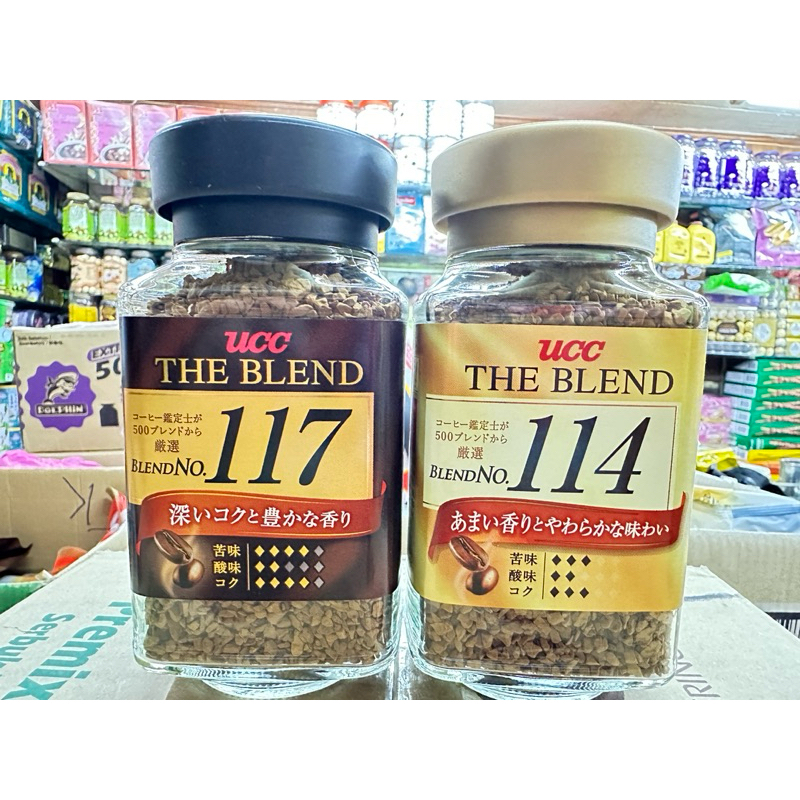 UCC
THE BLEND
コーヒー鑑定士が
500ブレンドから
厳選
BLEND NO. 117
深いコクと豊かな香り
苦味
酸味
コク
UCC
THE BLEND
コーヒー鑑定士が
500ブレンドから
厳選
BLEND NO. 114
あまい香りとやわらかな味わい
苦味
酸味
コク
DOLPHIN
Premix